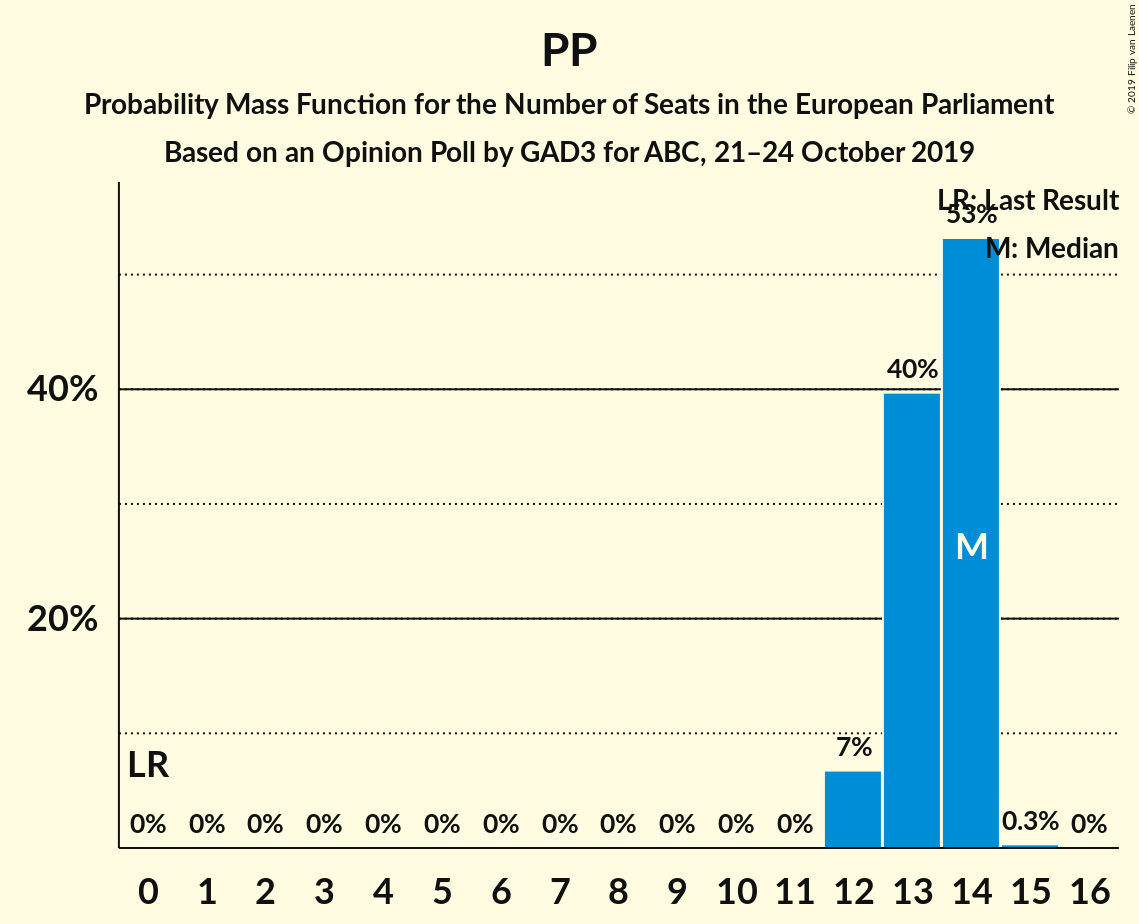 PP
Probability Mass Function for the Number of Seats in the European Parliament
Based on an Opinion Poll by GAD3 for ABC, 21–24 October 2019
© 2019 Filip van Laenen
LR: Last Result
M: Median
53%
40%
40%
M
20%
7%
LR
0% 0% 0% 0% 0% 0% 0% 0% 0% 0% 0% 0% 0.3% 0%
0 1 2 3 4 5 6 7 8 9 10 11 12 13 14 15 16